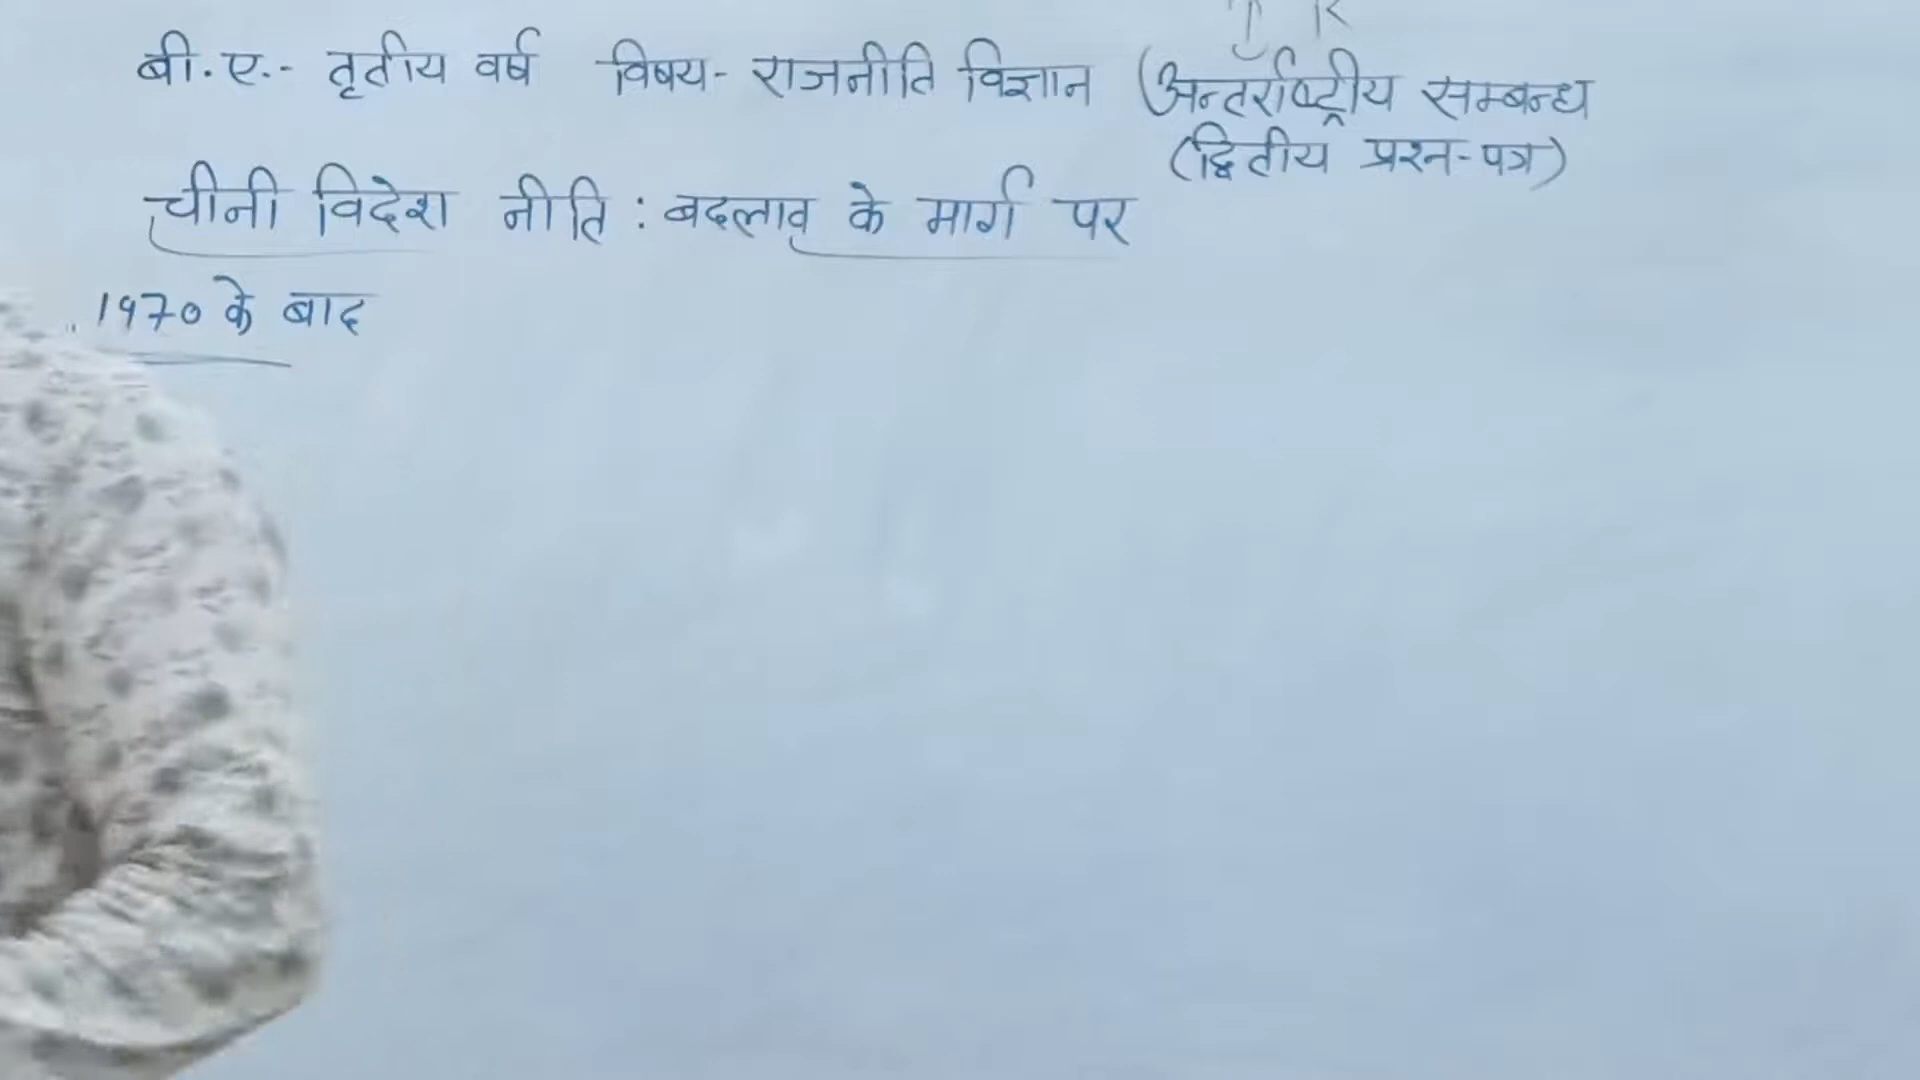 बी.ए.- तृतीय वर्ष विषय- राजनीति विज्ञान (अन्तर्राष्ट्रीय सम्बन्ध
(द्वितीय प्रश्न-पत्र)
चीनी विदेश नीति : बदलाव के मार्ग पर
1970 के बाद